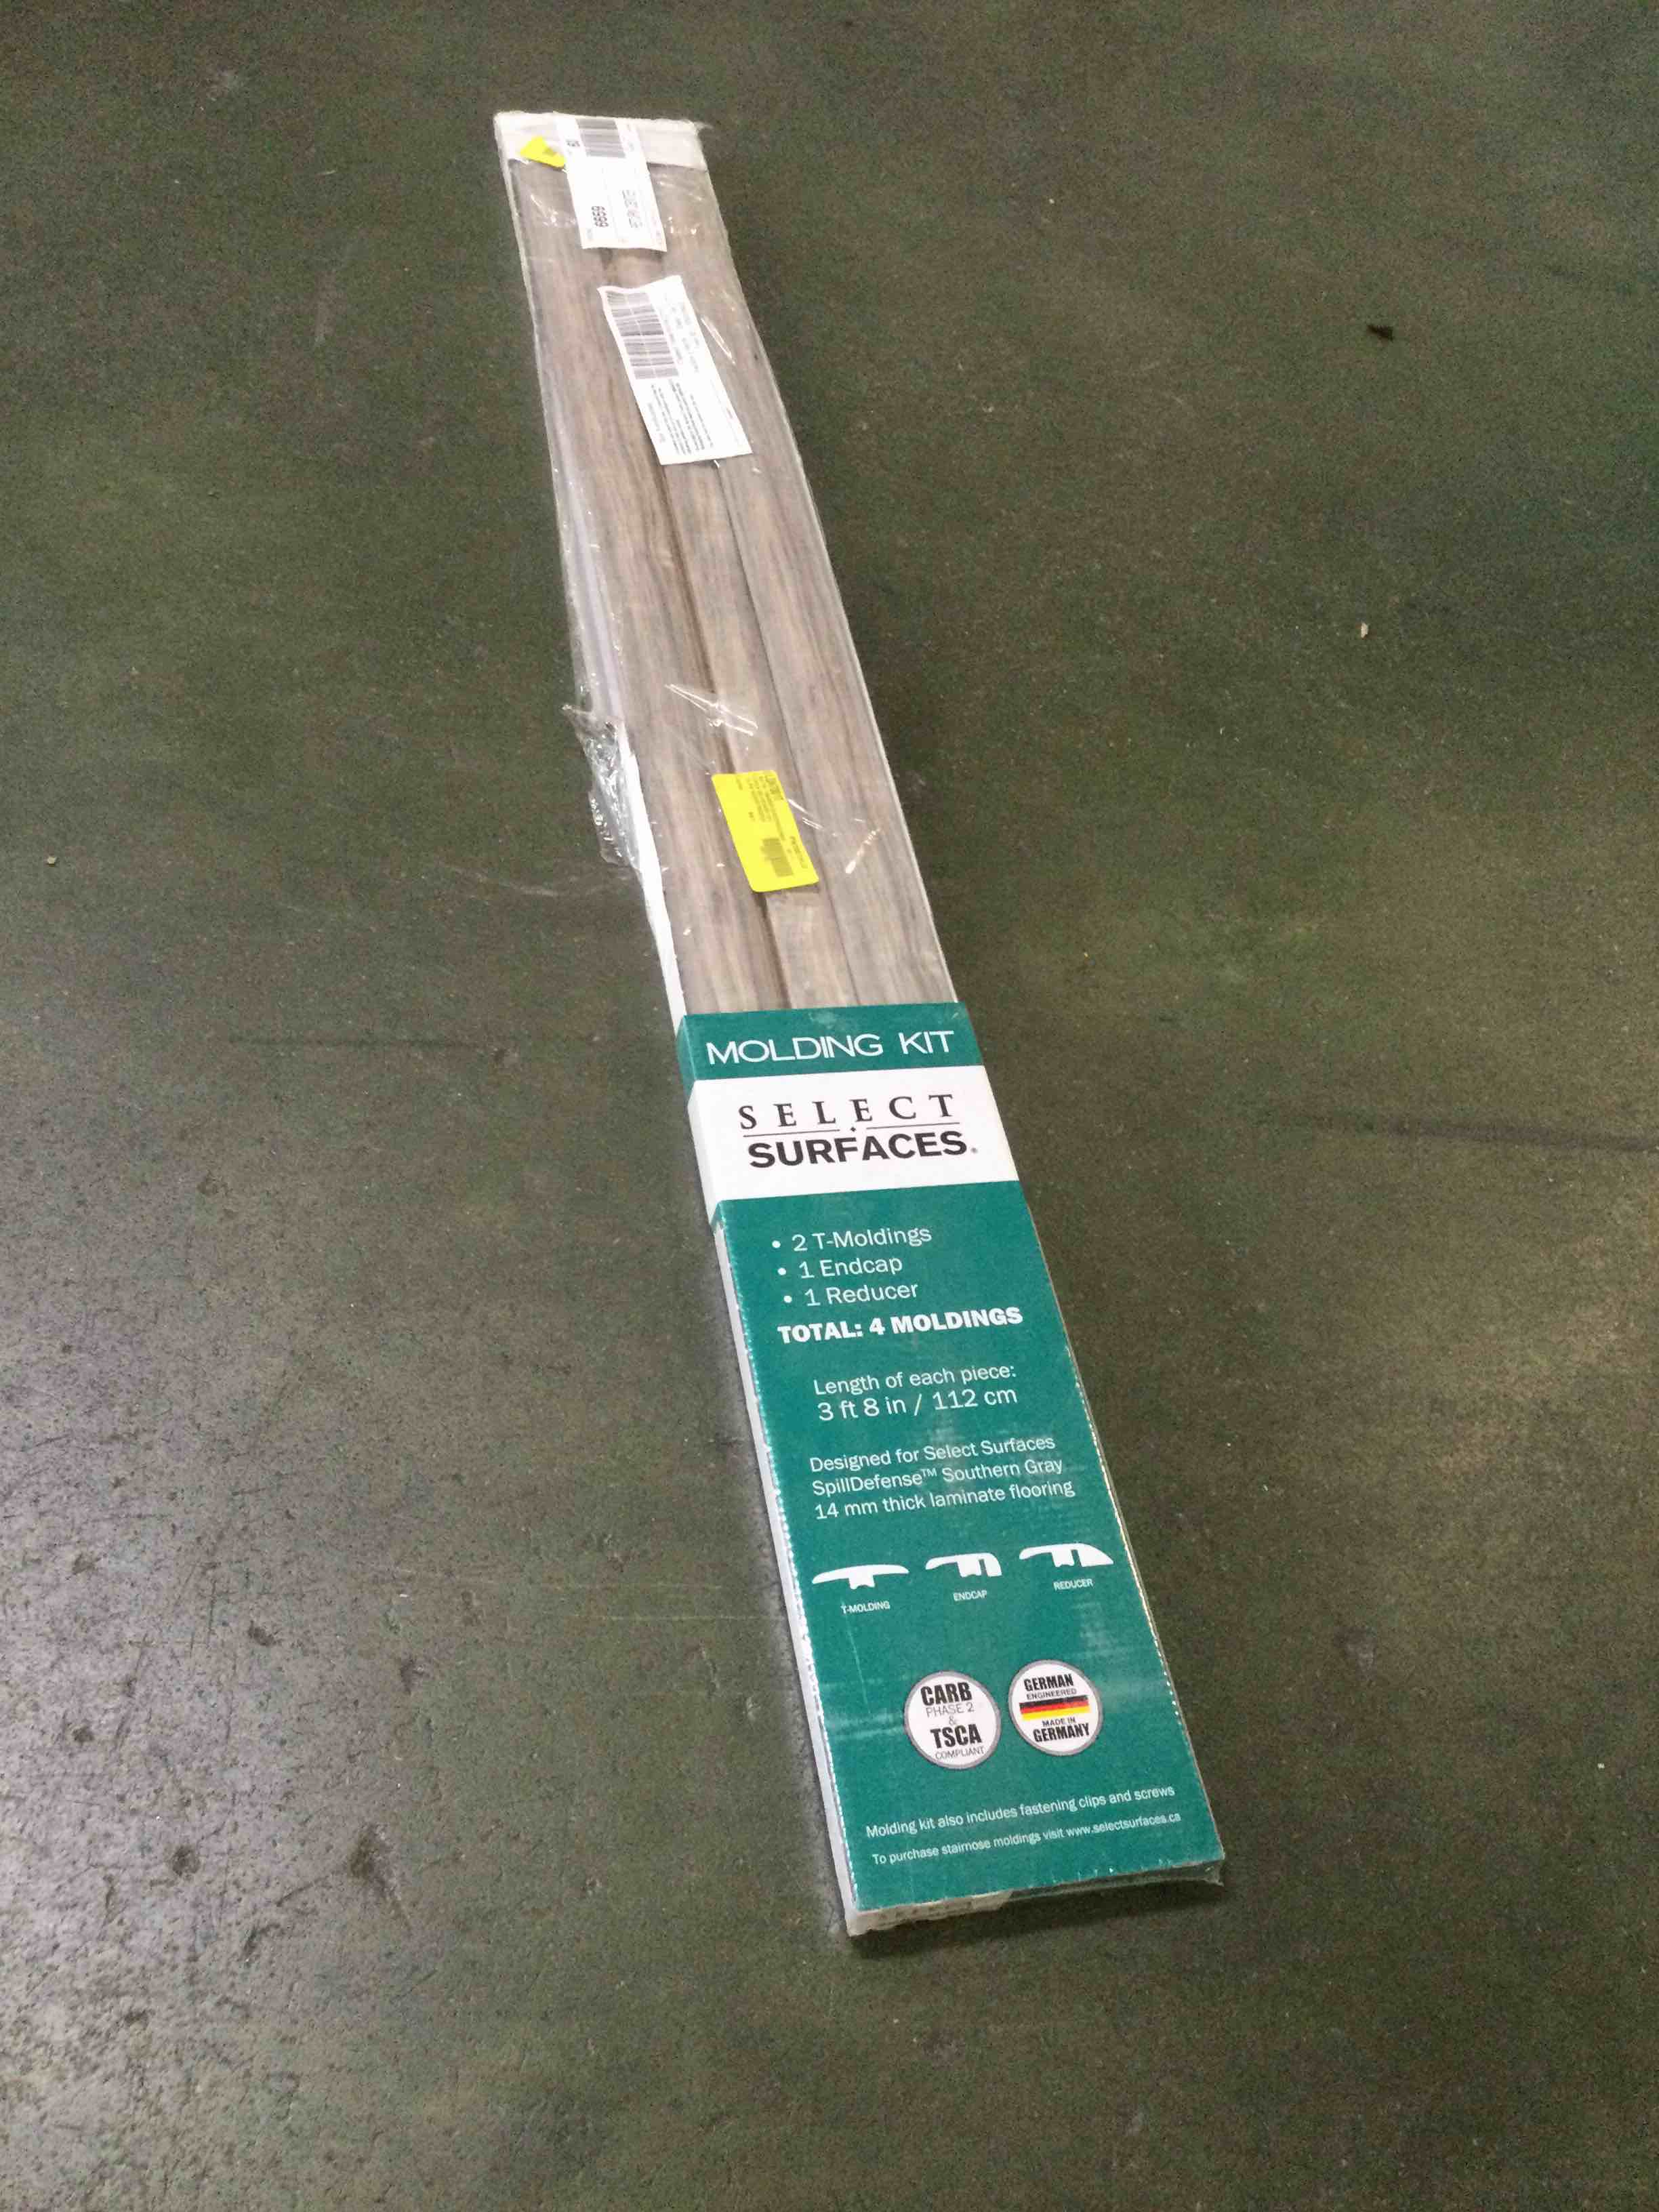 6699
MOLDING KIT
SELECT
SURFACES®
• 2 T-Moldings
• 1 Endcap
• 1 Reducer
TOTAL: 4 MOLDINGS
Length of each piece:
3 ft 8 in / 112 cm
Designed for Select Surfaces
SpillDefense™ Southern Gray
14 mm thick laminate flooring
T-MOLDING
ENDCAP
REDUCER
CARB
PHASE 2
&
TSCA
COMPLIANT
GERMAN
ENGINEERED
MADE IN
GERMANY
Molding kit also includes fastening clips and screws
To purchase stairnose moldings visit www.selectsurfaces.ca